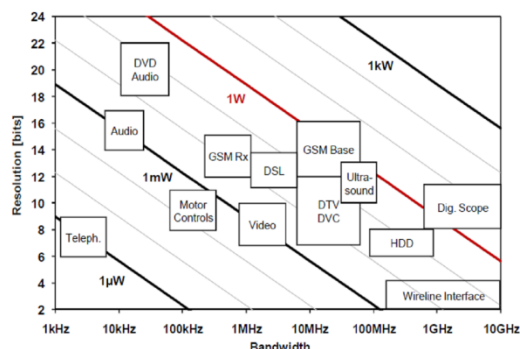 24
22
20
18
16
14
12
10
8
6
4
2
Resolution [bits]
DVD
Audio
1kW
1W
Audio
GSM Rx
GSM Base
DSL
Ultra-
sound
1mW
Motor
Controls
DTV
DVC
Dig. Scope
Video
Teleph.
HDD
1µW
Wireline Interface
1kHz
10kHz
100kHz
1MHz
10MHz
100MHz
1GHz
10GHz
Bandwidth